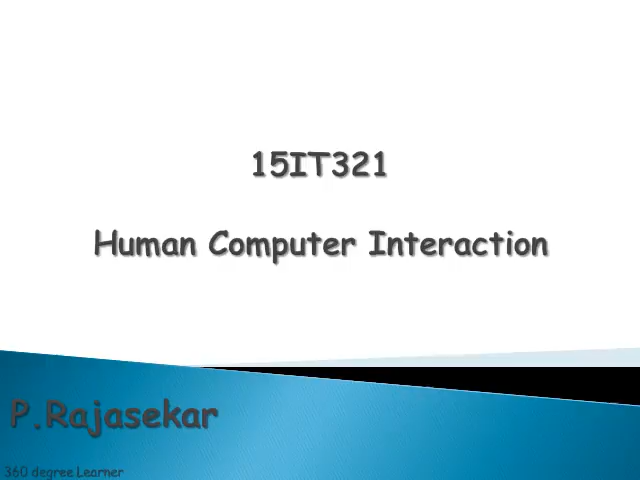 15IT321
Human Computer Interaction
P.Rajasekar
360 degree Learner